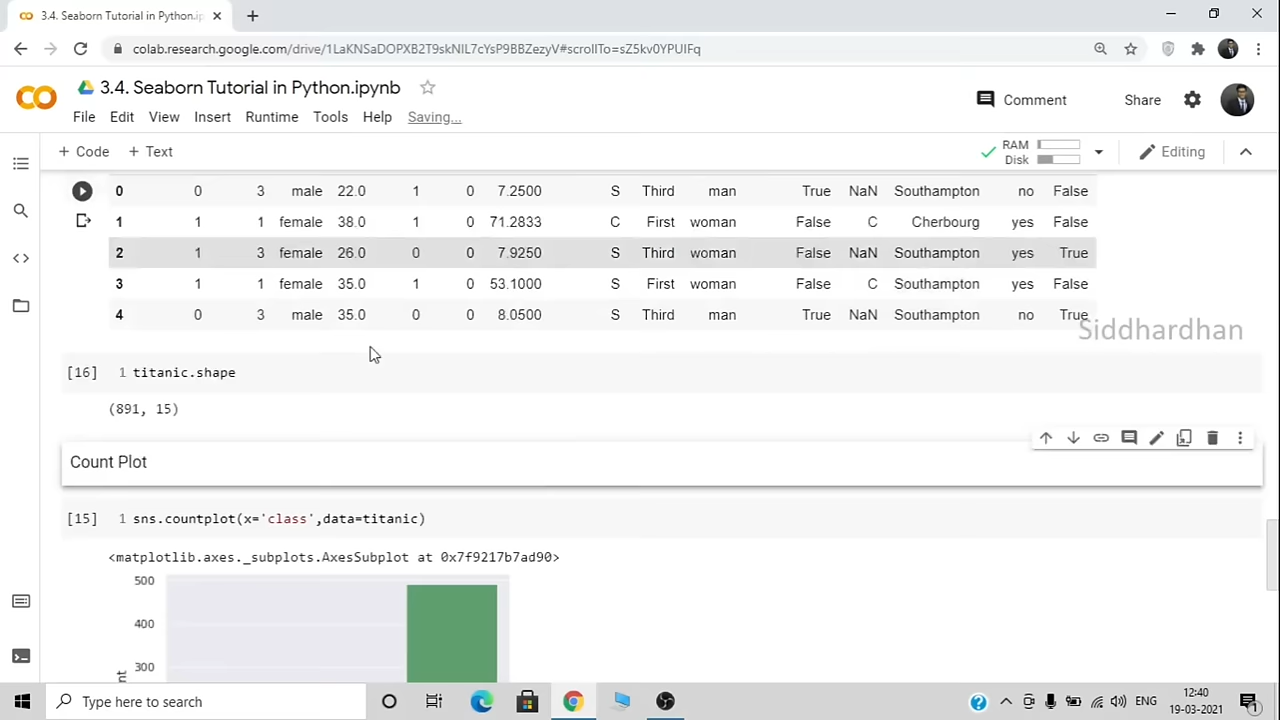 3.4. Seaborn Tutorial in Python.ip
colab.research.google.com/drive/1LaKNSaDOPXB2T9skNIL7cYsP9BBZezyV#scrollTo=sZ5kv0YPUIFq
3.4. Seaborn Tutorial in Python.ipynb
Comment
Share
File Edit View Insert Runtime Tools Help Saving...
+ Code + Text
RAM
Disk
Editing
0 0 3 male 22.0 1 0 7.2500 S Third man True NaN Southampton no False
1 1 1 female 38.0 1 0 71.2833 C First woman False C Cherbourg yes False
2 1 3 female 26.0 0 0 7.9250 S Third woman False NaN Southampton yes True
3 1 1 female 35.0 1 0 53.1000 S First woman False C Southampton yes False
4 0 3 male 35.0 0 0 8.0500 S Third man True NaN Southampton no True
Siddhardhan
[16] 1 titanic.shape
(891, 15)
Count Plot
[15] 1 sns.countplot(x='class',data=titanic)
<matplotlib.axes._subplots.AxesSubplot at 0x7f9217b7ad90>
500
400
300
Type here to search
ENG
12:40
19-03-2021